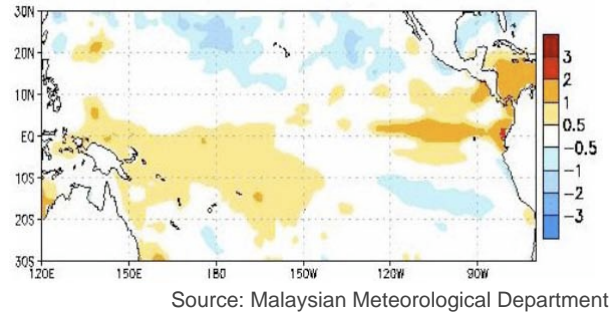 30N
20N
10N
EQ
10S
20S
30S
120E 150E 180 150W 120W 90W
3
2
1
0.5
-0.5
-1
-2
-3
Source: Malaysian Meteorological Department